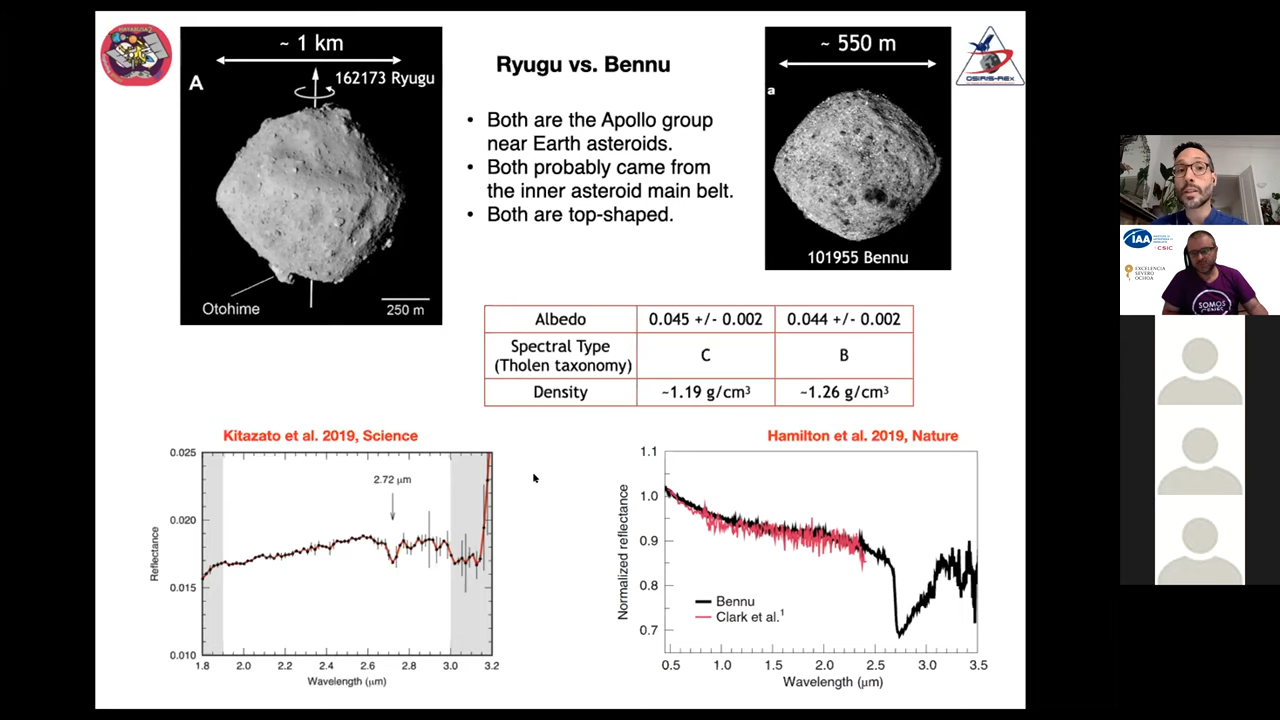 HAYABUSA2
A
~ 1 km
162173 Ryugu
Otohime
250 m
Ryugu vs. Bennu
• Both are the Apollo group
near Earth asteroids.
• Both probably came from
the inner asteroid main belt.
• Both are top-shaped.
~ 550 m
a
101955 Bennu
OSIRIS-REx
IAA
CSIC
EXCELENCIA
SEVERO
OCHOA
SOMOS
Albedo 0.045 +/- 0.002 0.044 +/- 0.002
Spectral Type
(Tholen taxonomy) C B
Density ~1.19 g/cm³ ~1.26 g/cm³
Kitazato et al. 2019, Science
0.025
0.020
0.015
0.010
Reflectance
2.72 μm
1.8 2.0 2.2 2.4 2.6 2.8 3.0 3.2
Wavelength (μm)
Hamilton et al. 2019, Nature
1.1
1.0
0.9
0.8
0.7
Normalized reflectance
Bennu
Clark et al.¹
0.5 1.0 1.5 2.0 2.5 3.0 3.5
Wavelength (μm)